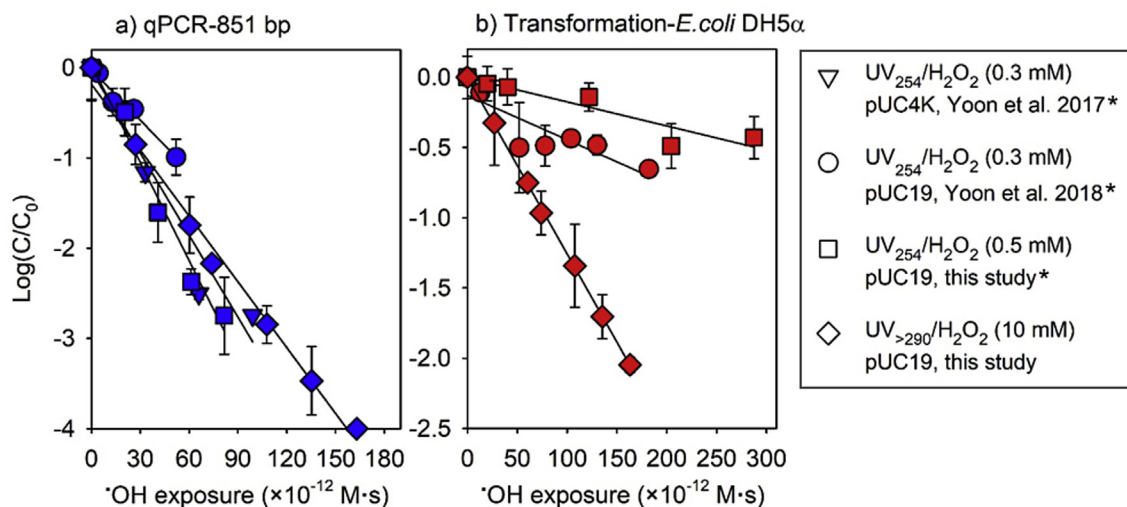 a) qPCR-851 bp
b) Transformation-E.coli DH5α
Log(C/C₀)
0
-1
-2
-3
-4
0 30 60 90 120 150 180
•OH exposure (×10⁻¹² M·s)
0.0
-0.5
-1.0
-1.5
-2.0
-2.5
0 50 100 150 200 250 300
•OH exposure (×10⁻¹² M·s)
UV₂₅₄/H₂O₂ (0.3 mM)
pUC4K, Yoon et al. 2017*
UV₂₅₄/H₂O₂ (0.3 mM)
pUC19, Yoon et al. 2018*
UV₂₅₄/H₂O₂ (0.5 mM)
pUC19, this study*
UV>₂₉₀/H₂O₂ (10 mM)
pUC19, this study